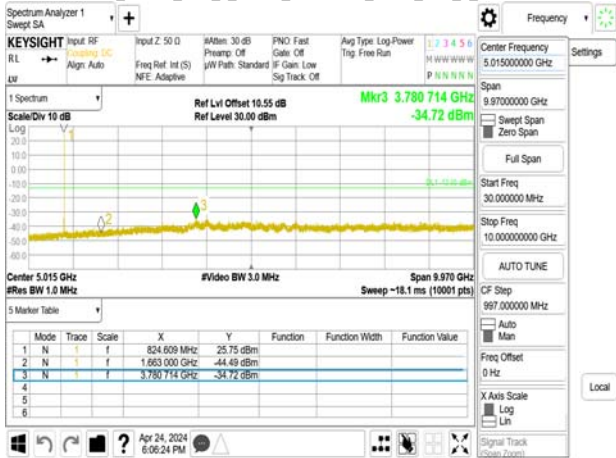 Spectrum Analyzer 1
Swept SA
+
Frequency
KEYSIGHT
RL
Input: RF
Coupling: DC
Align: Auto
Input Z: 50 Ω
Freq Ref: Int (S)
NFE: Adaptive
#Atten: 30 dB
Preamp: Off
µW Path: Standard
PNO: Fast
Gate: Off
IF Gain: Low
Sig Track: Off
Avg Type: Log-Power
Trig: Free Run
1 2 3 4 5 6
M W W W W W
P N N N N N
Center Frequency
5.015000000 GHz
Settings
1 Spectrum
Scale/Div 10 dB
Ref Lvl Offset 10.55 dB
Ref Level 30.00 dBm
Mkr3 3.780 714 GHz
-34.72 dBm
Log
20.0
10.0
0.00
-10.0
-20.0
-30.0
-40.0
-50.0
-60.0
1
2
3
Center 5.015 GHz
#Video BW 3.0 MHz
Span 9.970 GHz
#Res BW 1.0 MHz
Sweep ~18.1 ms (10001 pts)
Span
9.97000000 GHz
Swept Span
Zero Span
Full Span
Start Freq
30.000000 MHz
Stop Freq
10.000000000 GHz
AUTO TUNE
CF Step
997.000000 MHz
Auto
Man
Freq Offset
0 Hz
X Axis Scale
Log
Lin
Signal Track
(Span Zoom)
Local
5 Marker Table
Mode Trace Scale X Y Function Function Width Function Value
1 N 1 f 824.609 MHz 25.75 dBm
2 N 1 f 1.663 000 GHz -44.49 dBm
3 N 1 f 3.780 714 GHz -34.72 dBm
4
5
6
?
Apr 24, 2024
6:06:24 PM